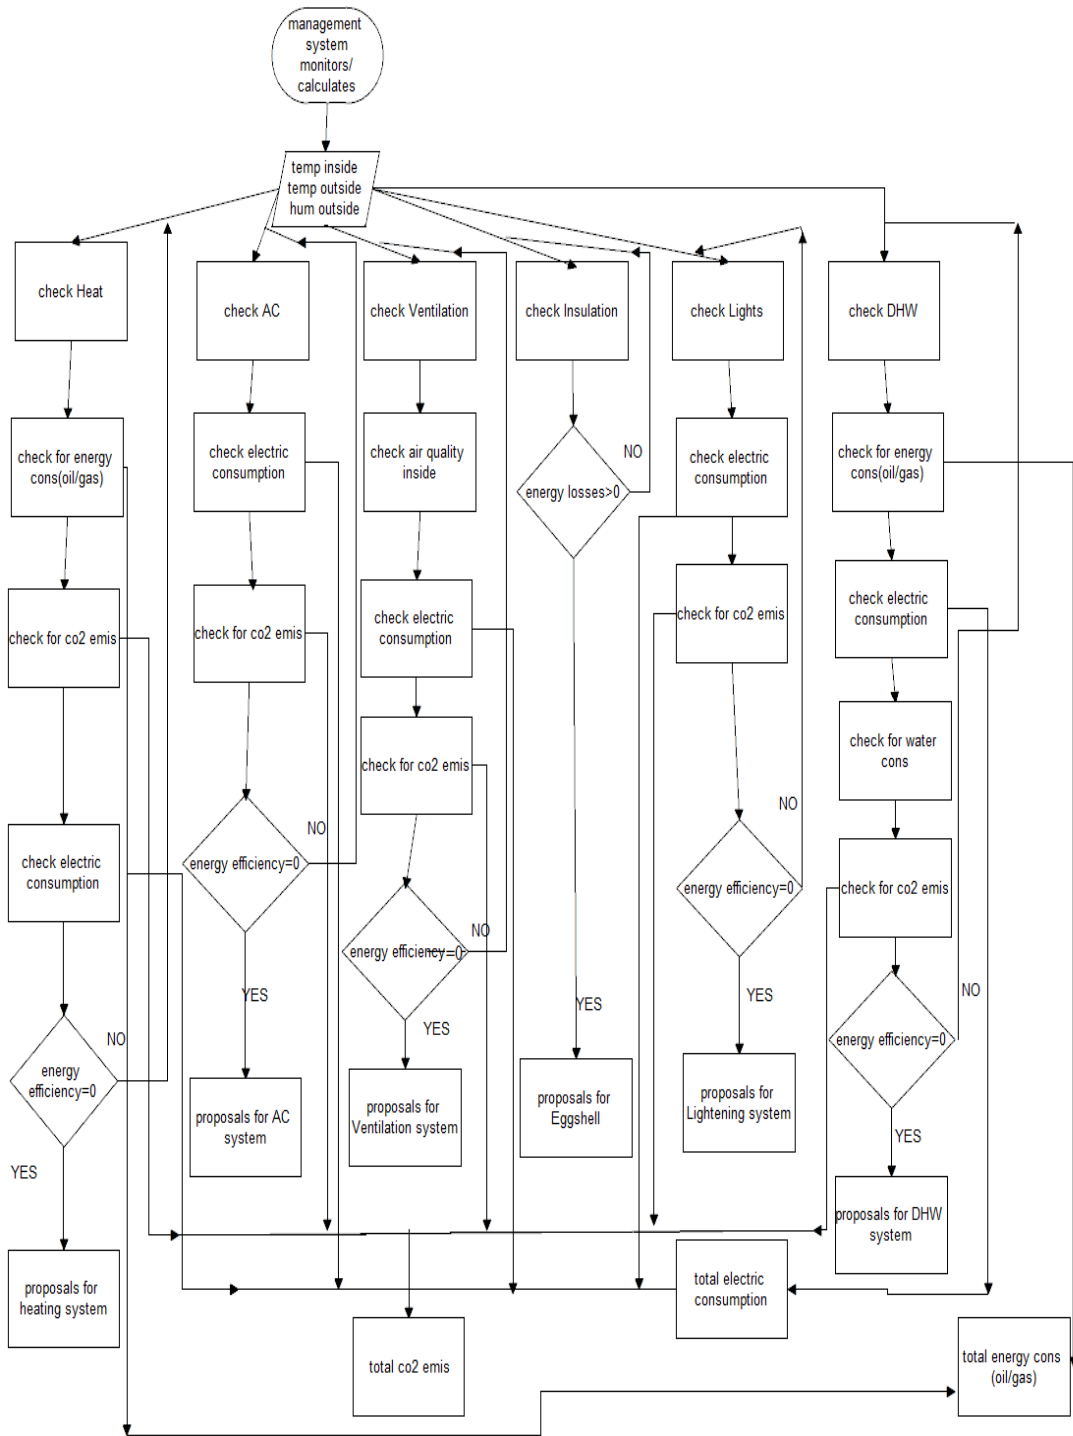 management
system
monitors/
calculates
temp inside
temp outside
hum outside
check Heat
check AC
check Ventilation
check Insulation
check Lights
check DHW
check for energy
cons(oil/gas)
check electric
consumption
check air quality
inside
energy losses>0
NO
check electric
consumption
check for energy
cons(oil/gas)
check for co2 emis
check for co2 emis
check electric
consumption
check for co2 emis
check electric
consumption
check for co2 emis
check for water
cons
check electric
consumption
energy efficiency=0
NO
energy efficiency=0
NO
energy efficiency=0
NO
check for co2 emis
energy
efficiency=0
NO
YES
YES
YES
YES
YES
energy efficiency=0
NO
YES
proposals for
heating system
proposals for AC
system
proposals for
Ventilation system
proposals for
Eggshell
proposals for
Lightening system
proposals for DHW
system
total electric
consumption
total co2 emis
total energy cons
(oil/gas)